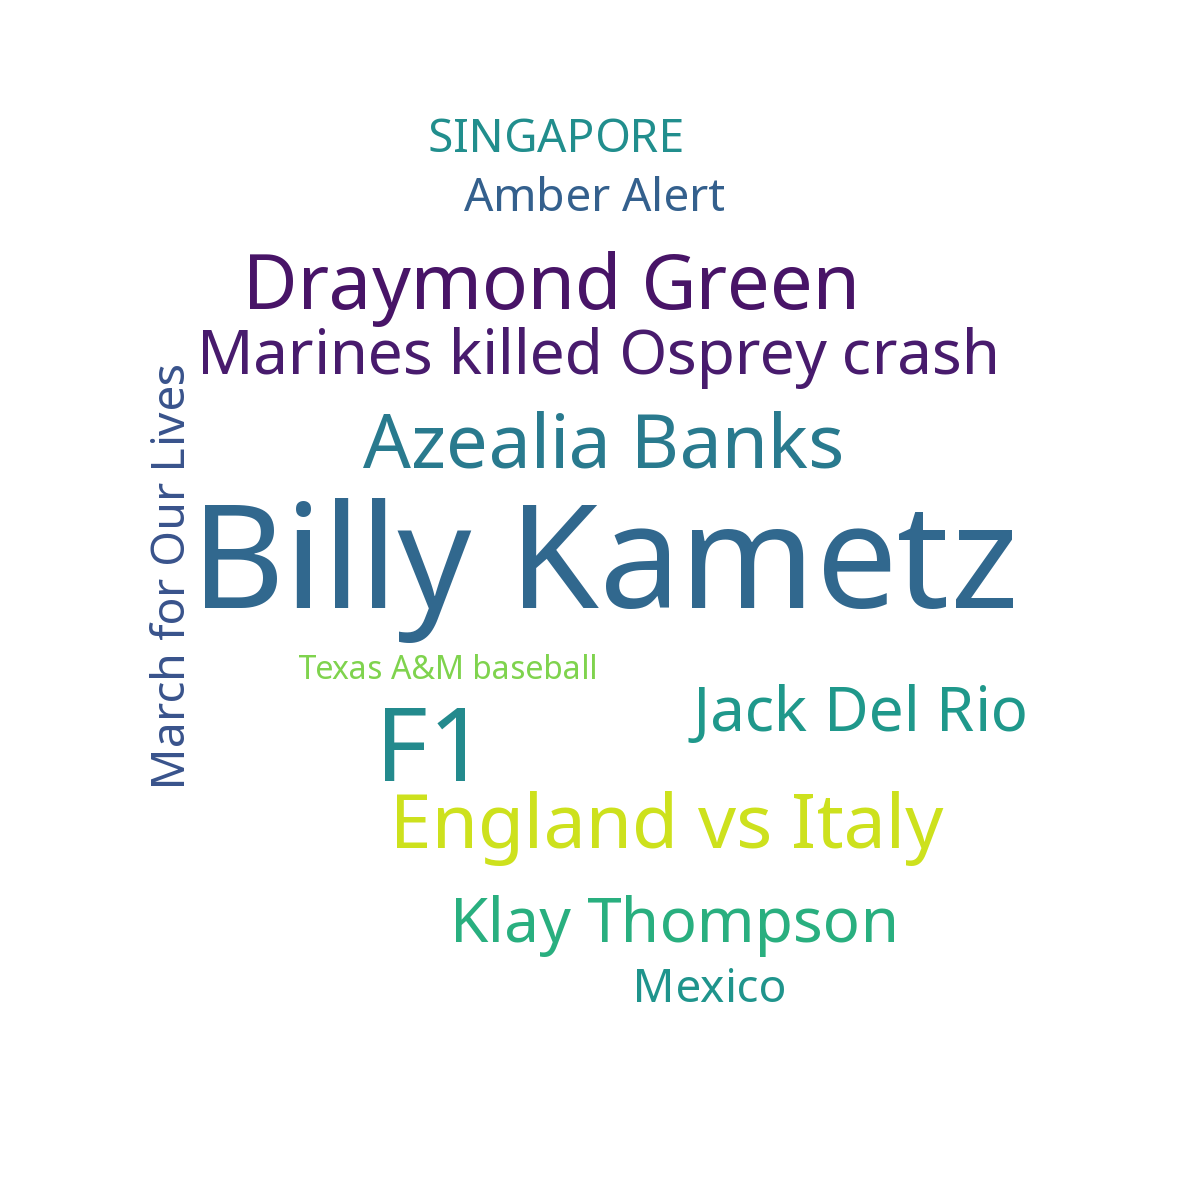 SINGAPORE
Amber Alert
Draymond Green
Marines killed Osprey crash
March for Our Lives
Azealia Banks
Billy Kametz
Texas A&M baseball
Jack Del Rio
F1
England vs Italy
Klay Thompson
Mexico